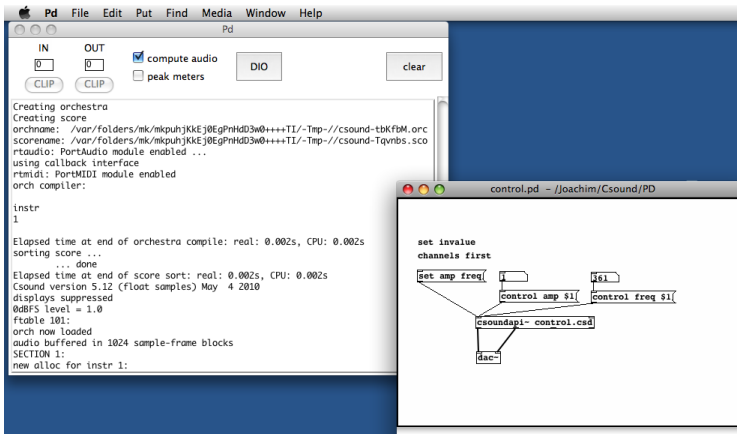 Pd File Edit Put Find Media Window Help
Pd
IN OUT
0 0
compute audio
peak meters
DIO
clear
CLIP CLIP
Creating orchestra
Creating score
orchname: /var/folders/mk/mkpuhjKkEj0EgPnHdD3w0++++TI/-Tmp-//csound-tbKfbM.orc
scorename: /var/folders/mk/mkpuhjKkEj0EgPnHdD3w0++++TI/-Tmp-//csound-Tqvnbs.sco
rtaudio: PortAudio module enabled ...
using callback interface
rtmidi: PortMIDI module enabled
orch compiler:
instr
1
Elapsed time at end of orchestra compile: real: 0.002s, CPU: 0.002s
sorting score ...
... done
Elapsed time at end of score sort: real: 0.002s, CPU: 0.002s
Csound version 5.12 (float samples) May 4 2010
displays suppressed
0dBFS level = 1.0
ftable 101:
orch now loaded
audio buffered in 1024 sample-frame blocks
SECTION 1:
new alloc for instr 1:
control.pd - /Joachim/Csound/PD
set invalue
channels first
set amp freq 1 361
control amp $1 control freq $1
csoundapi~ control.csd
dac~